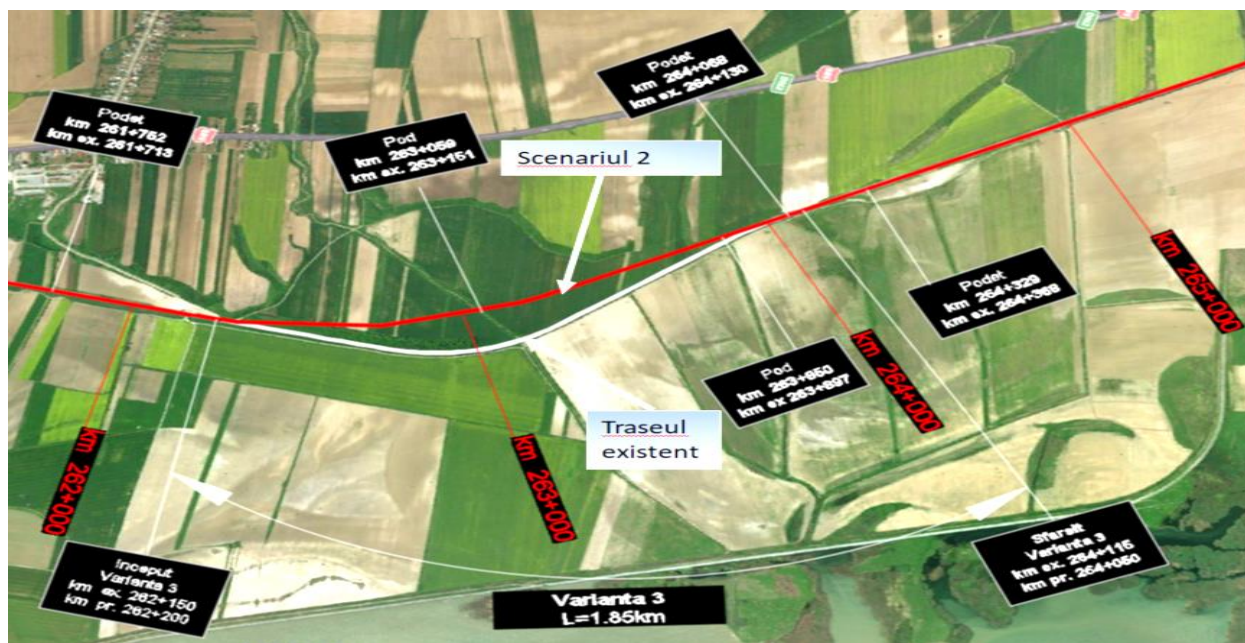 Podet
km 264+068
km ex. 264+130
Podet
km 261+752
km ex. 261+713
Pod
km 263+059
km ex. 263+151
Scenariul 2
km 265+000
Podet
km 264+329
km ex. 264+368
Pod
km 263+850
km ex 263+897
km 264+000
Traseul
existent
km 262+000
km 263+000
Inceput
Varianta 3
km ex. 262+150
km pr. 262+200
Sfarsit
Varianta 3
km ex. 264+115
km pr. 264+050
Varianta 3
L=1.85km